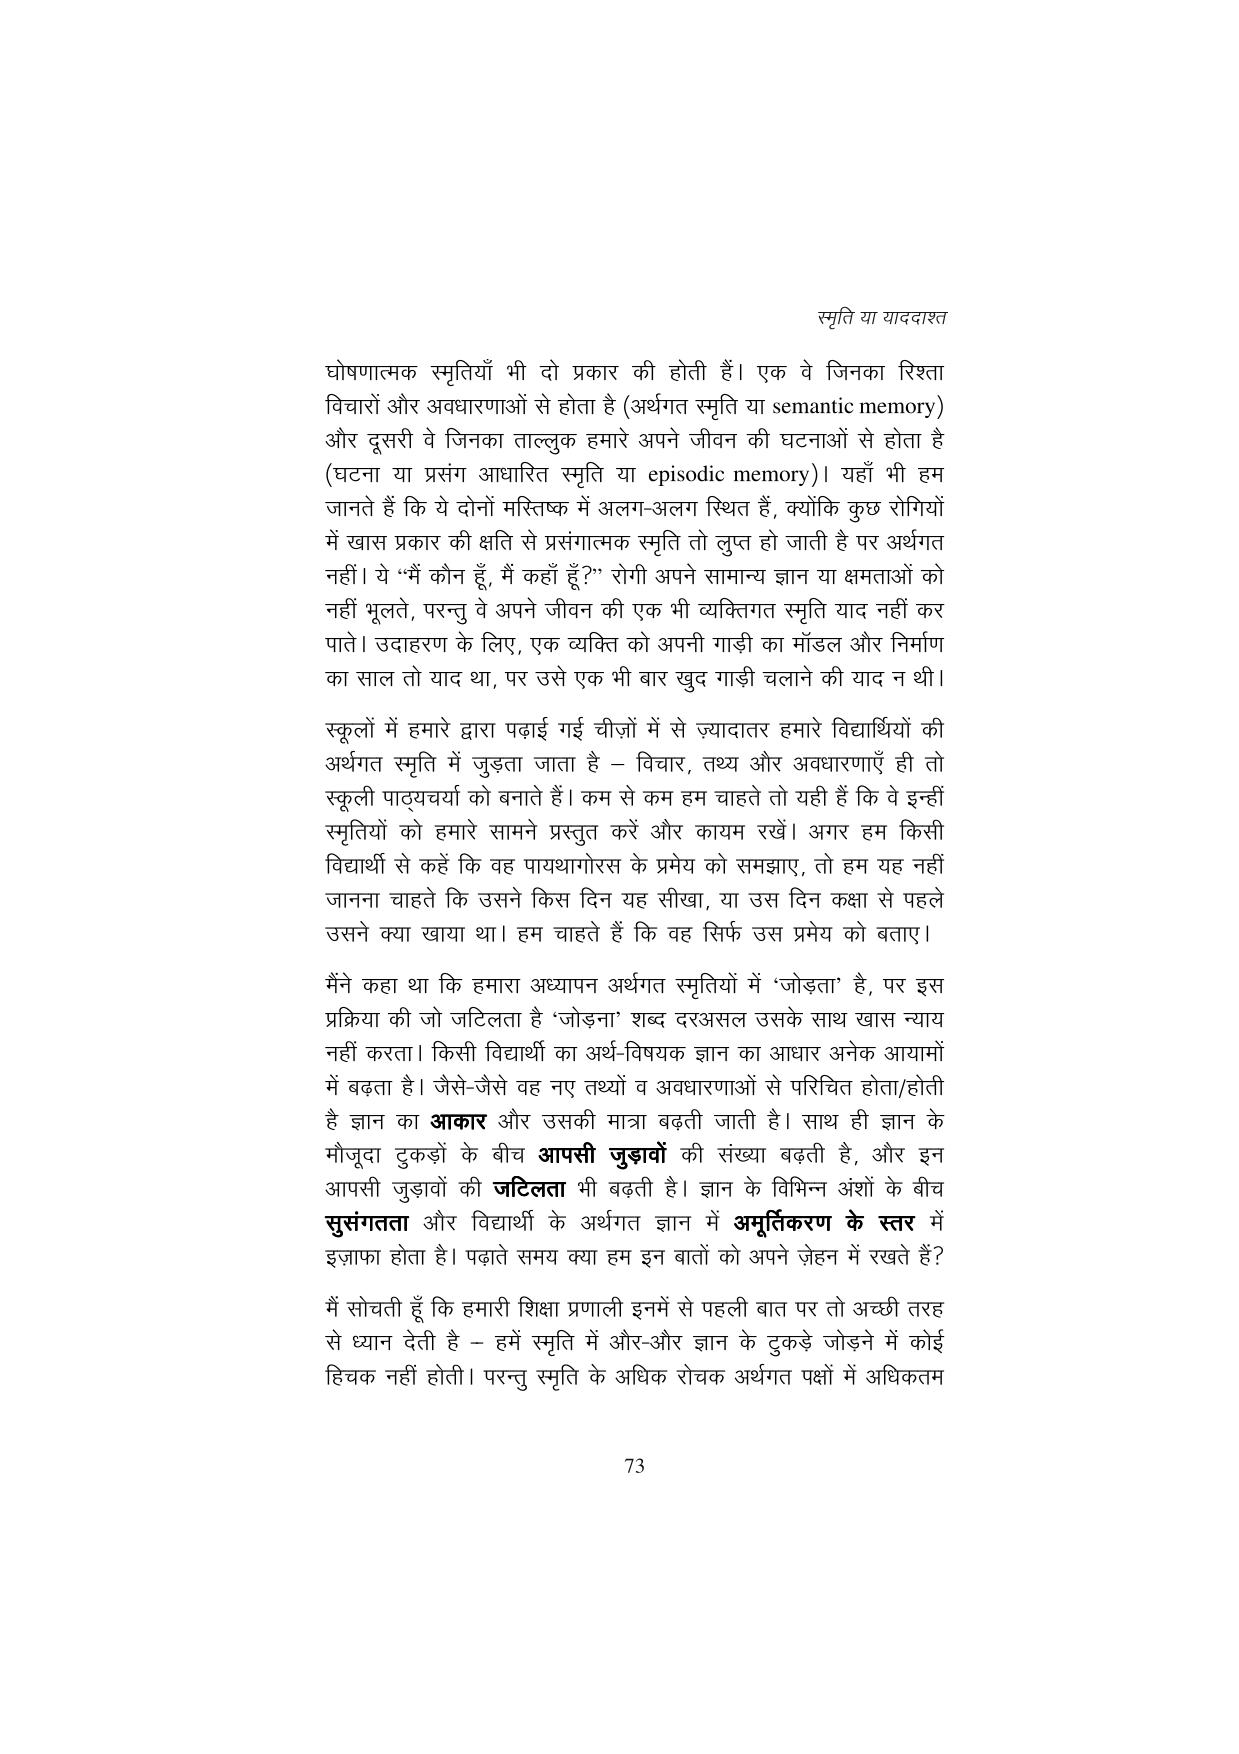 स्मृति या याददाश्त
घोषणात्मक स्मृतियाँ भी दो प्रकार की होती हैं। एक वे जिनका रिश्ता
विचारों और अवधारणाओं से होता है (अर्थगत स्मृति या semantic memory)
और दूसरी वे जिनका ताल्लुक हमारे अपने जीवन की घटनाओं से होता है
(घटना या प्रसंग आधारित स्मृति या episodic memory)। यहाँ भी हम
जानते हैं कि ये दोनों मस्तिष्क में अलग-अलग स्थित हैं, क्योंकि कुछ रोगियों
में खास प्रकार की क्षति से प्रसंगात्मक स्मृति तो लुप्त हो जाती है पर अर्थगत
नहीं। ये “मैं कौन हूँ, मैं कहाँ हूँ?” रोगी अपने सामान्य ज्ञान या क्षमताओं को
नहीं भूलते, परन्तु वे अपने जीवन की एक भी व्यक्तिगत स्मृति याद नहीं कर
पाते। उदाहरण के लिए, एक व्यक्ति को अपनी गाड़ी का मॉडल और निर्माण
का साल तो याद था, पर उसे एक भी बार खुद गाड़ी चलाने की याद न थी।
स्कूलों में हमारे द्वारा पढ़ाई गई चीज़ों में से ज़्यादातर हमारे विद्यार्थियों की
अर्थगत स्मृति में जुड़ता जाता है – विचार, तथ्य और अवधारणाएँ ही तो
स्कूली पाठ्यचर्या को बनाते हैं। कम से कम हम चाहते तो यही हैं कि वे इन्हीं
स्मृतियों को हमारे सामने प्रस्तुत करें और कायम रखें। अगर हम किसी
विद्यार्थी से कहें कि वह पायथागोरस के प्रमेय को समझाए, तो हम यह नहीं
जानना चाहते कि उसने किस दिन यह सीखा, या उस दिन कक्षा से पहले
उसने क्या खाया था। हम चाहते हैं कि वह सिर्फ उस प्रमेय को बताए।
मैंने कहा था कि हमारा अध्यापन अर्थगत स्मृतियों में ‘जोड़ता’ है, पर इस
प्रक्रिया की जो जटिलता है ‘जोड़ना’ शब्द दरअसल उसके साथ खास न्याय
नहीं करता। किसी विद्यार्थी का अर्थ-विषयक ज्ञान का आधार अनेक आयामों
में बढ़ता है। जैसे-जैसे वह नए तथ्यों व अवधारणाओं से परिचित होता/होती
है ज्ञान का आकार और उसकी मात्रा बढ़ती जाती है। साथ ही ज्ञान के
मौजूदा टुकड़ों के बीच आपसी जुड़ावों की संख्या बढ़ती है, और इन
आपसी जुड़ावों की जटिलता भी बढ़ती है। ज्ञान के विभिन्न अंशों के बीच
सुसंगतता और विद्यार्थी के अर्थगत ज्ञान में अमूर्तिकरण के स्तर में
इज़ाफा होता है। पढ़ाते समय क्या हम इन बातों को अपने ज़ेहन में रखते हैं?
मैं सोचती हूँ कि हमारी शिक्षा प्रणाली इनमें से पहली बात पर तो अच्छी तरह
से ध्यान देती है – हमें स्मृति में और-और ज्ञान के टुकड़े जोड़ने में कोई
हिचक नहीं होती। परन्तु स्मृति के अधिक रोचक अर्थगत पक्षों में अधिकतम
73